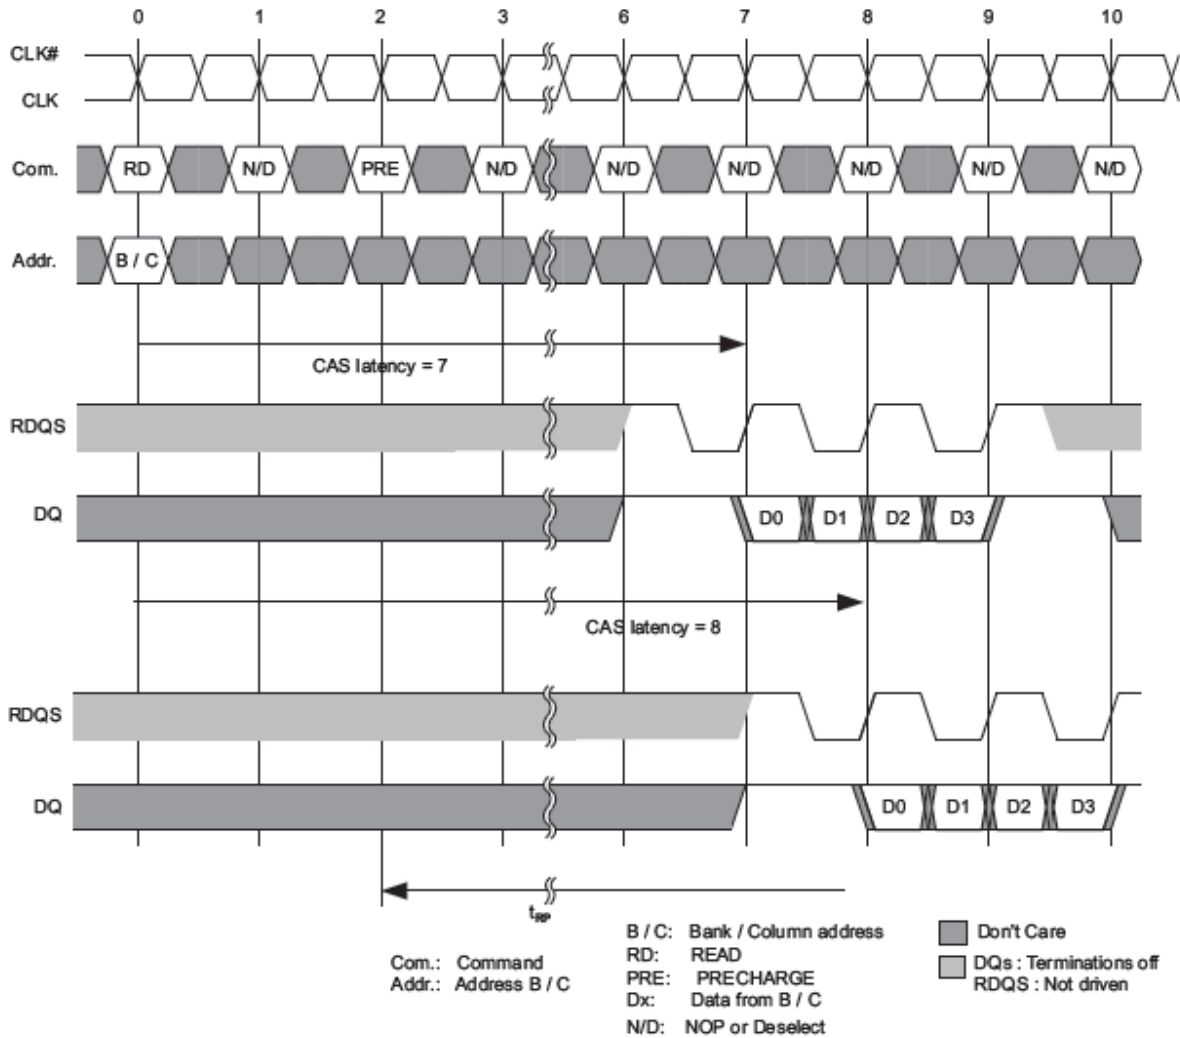 0 1 2 3 6 7 8 9 10
CLK#
CLK
Com. RD N/D PRE N/D N/D N/D N/D N/D N/D
Addr. B / C
CAS latency = 7
RDQS
DQ D0 D1 D2 D3
CAS latency = 8
RDQS
DQ D0 D1 D2 D3
tRP
B / C: Bank / Column address
RD: READ
PRE: PRECHARGE
Dx: Data from B / C
N/D: NOP or Deselect
Com.: Command
Addr.: Address B / C
Don't Care
DQs : Terminations off
RDQS : Not driven